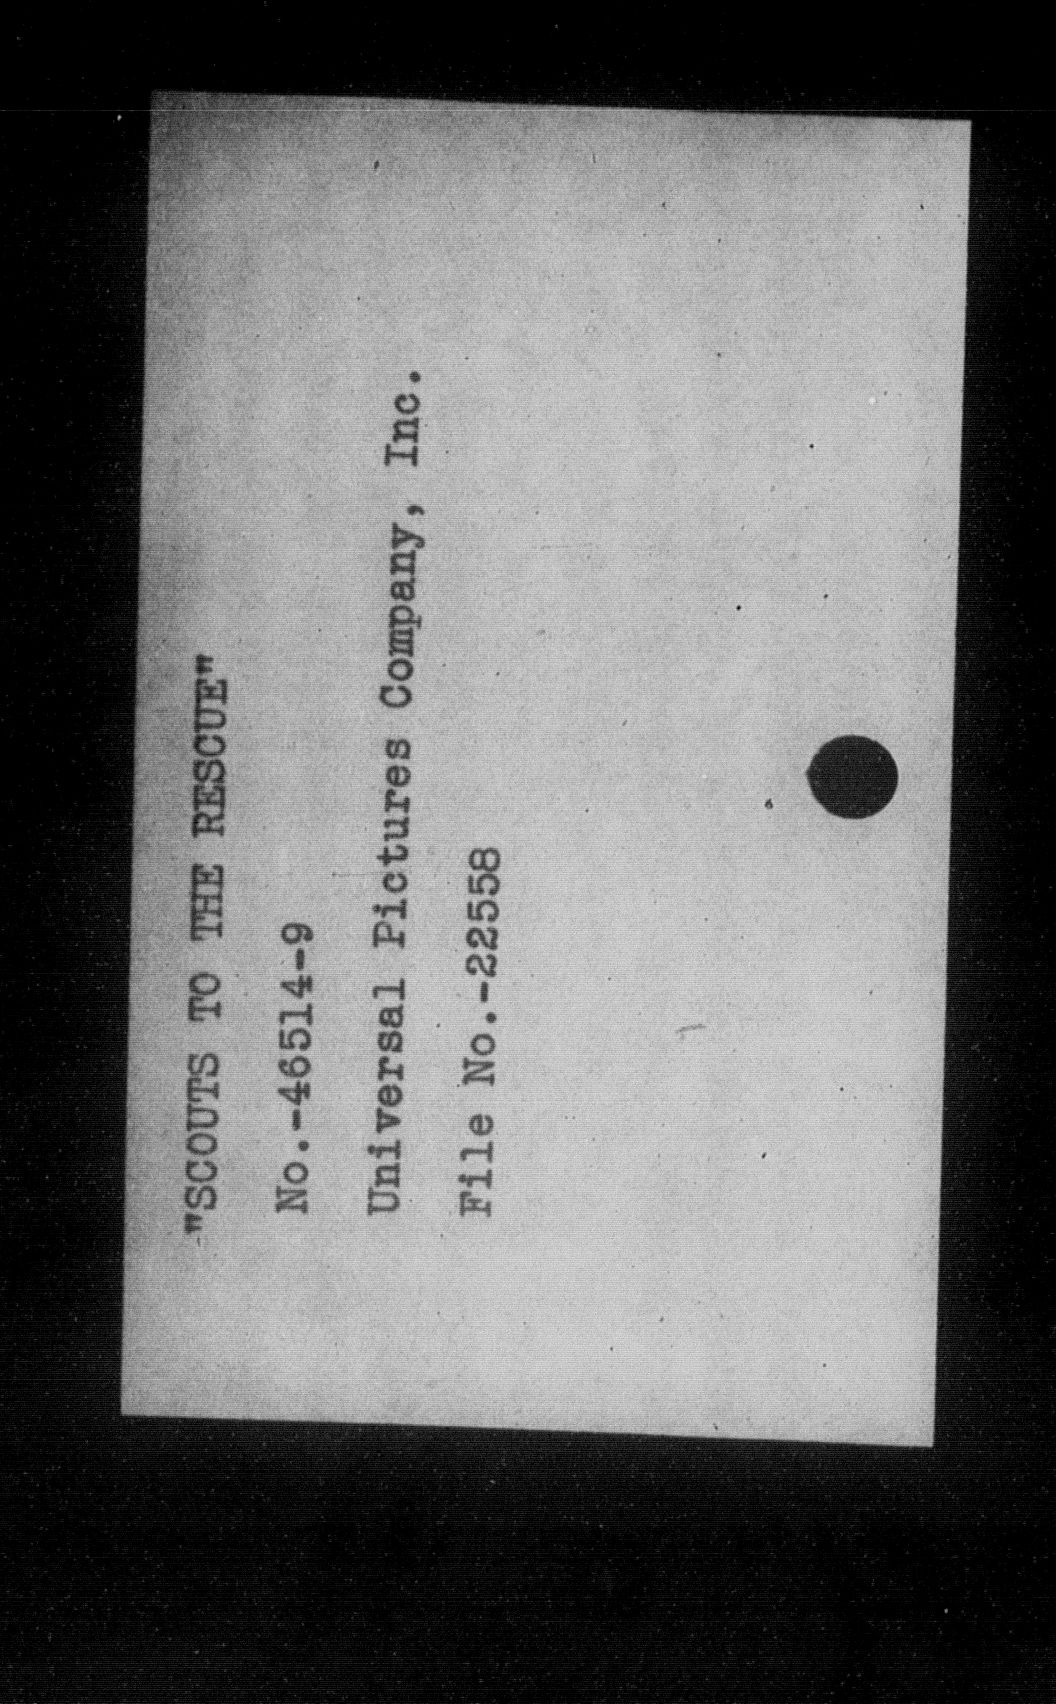 "SCOUTS TO THE RESCUE"
No.-46514-9
Universal Pictures Company, Inc.
File No.-22558